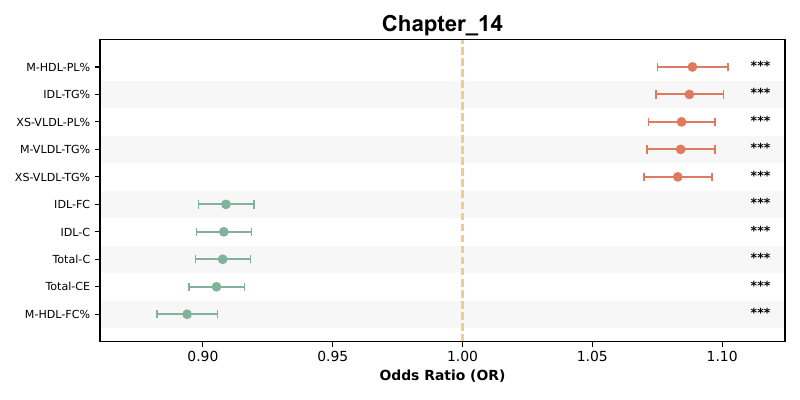 Chapter_14
M-HDL-PL% ***
IDL-TG% ***
XS-VLDL-PL% ***
M-VLDL-TG% ***
XS-VLDL-TG% ***
IDL-FC ***
IDL-C ***
Total-C ***
Total-CE ***
M-HDL-FC% ***
0.90 0.95 1.00 1.05 1.10
Odds Ratio (OR)